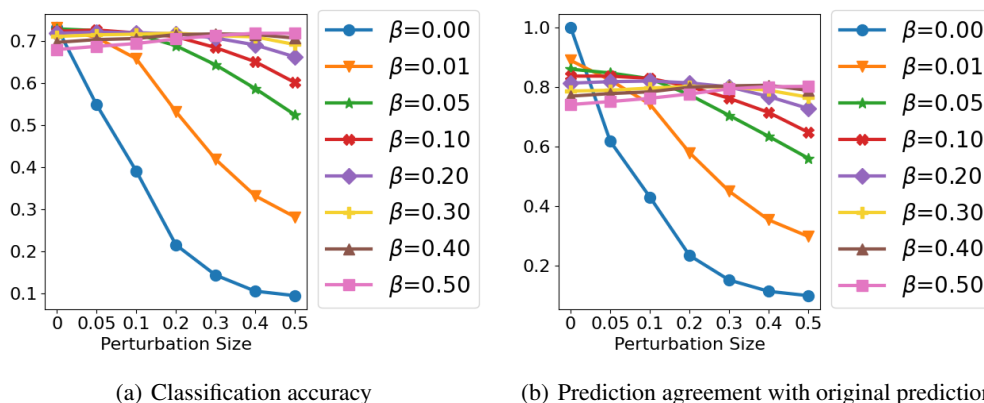 0.7
0.6
0.5
0.4
0.3
0.2
0.1
0 0.05 0.1 0.2 0.3 0.4 0.5
Perturbation Size
β=0.00
β=0.01
β=0.05
β=0.10
β=0.20
β=0.30
β=0.40
β=0.50
(a) Classification accuracy
1.0
0.8
0.6
0.4
0.2
0 0.05 0.1 0.2 0.3 0.4 0.5
Perturbation Size
β=0.00
β=0.01
β=0.05
β=0.10
β=0.20
β=0.30
β=0.40
β=0.50
(b) Prediction agreement with original prediction